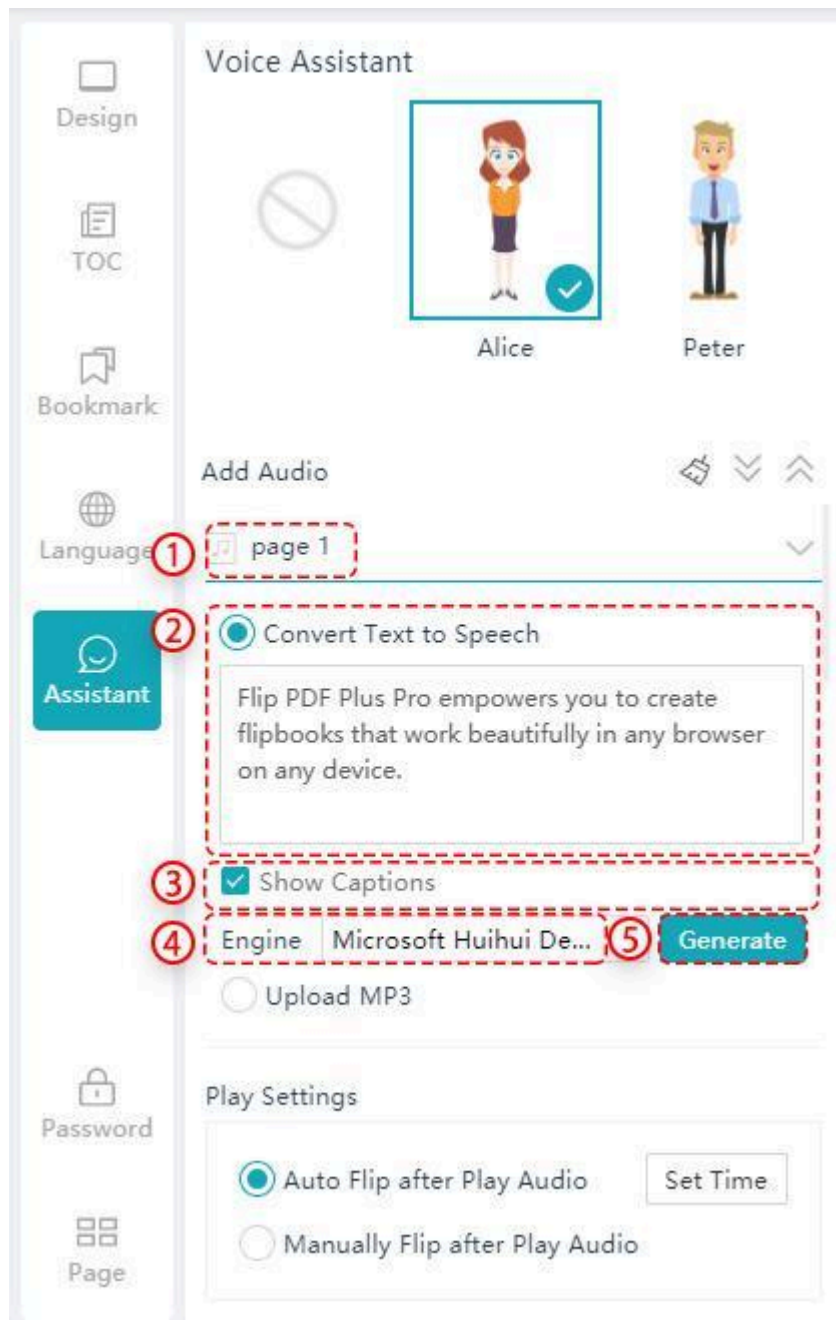 Voice Assistant
Design
TOC
Alice
Peter
Bookmark
Add Audio
Language
① page 1
② Convert Text to Speech
Assistant
Flip PDF Plus Pro empowers you to create
flipbooks that work beautifully in any browser
on any device.
③ Show Captions
④ Engine Microsoft Huihui De... ⑤ Generate
Upload MP3
Password
Play Settings
Auto Flip after Play Audio Set Time
Manually Flip after Play Audio
Page